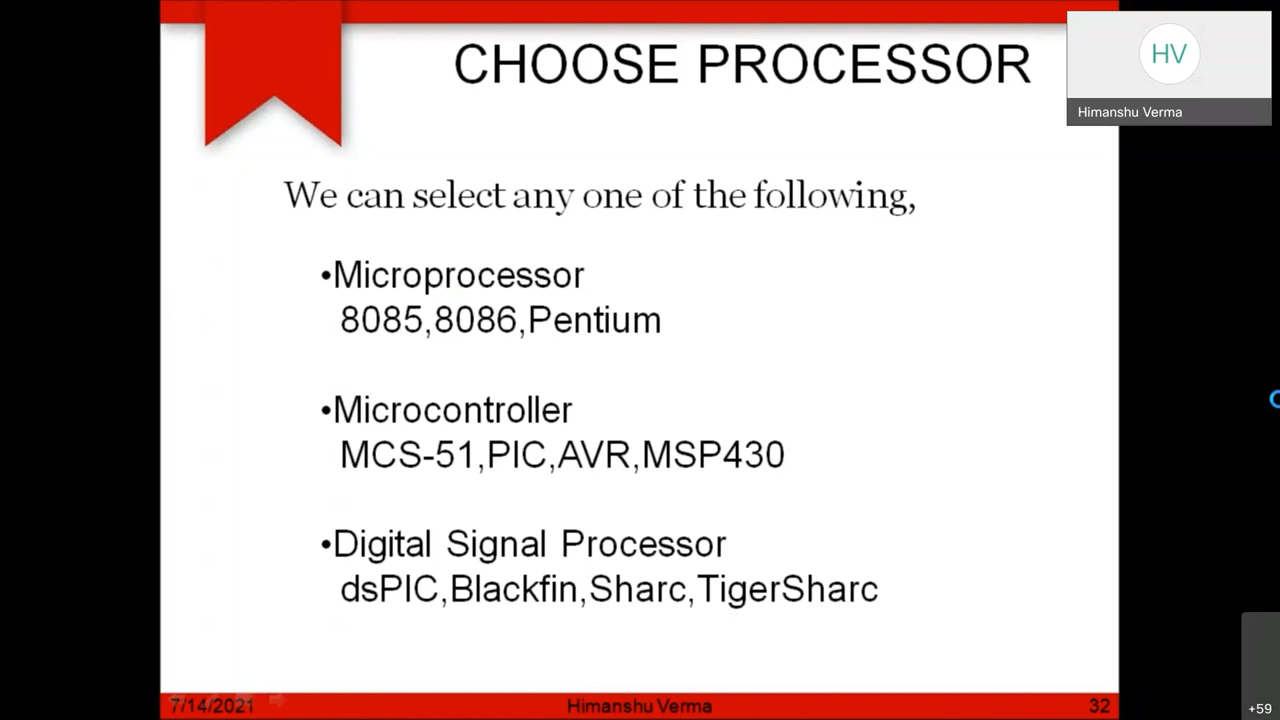 CHOOSE PROCESSOR
HV
Himanshu Verma
We can select any one of the following,
•Microprocessor
8085,8086,Pentium
•Microcontroller
MCS-51,PIC,AVR,MSP430
•Digital Signal Processor
dsPIC,Blackfin,Sharc,TigerSharc
7/14/2021
Himanshu Verma
32
+59